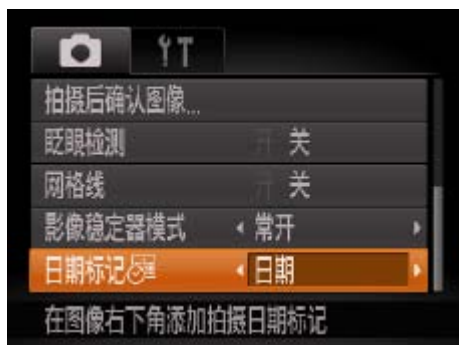 拍摄后确认图像...
眨眼检测 开 关
网格线 开 关
影像稳定器模式 常开
日期标记 日期
在图像右下角添加拍摄日期标记